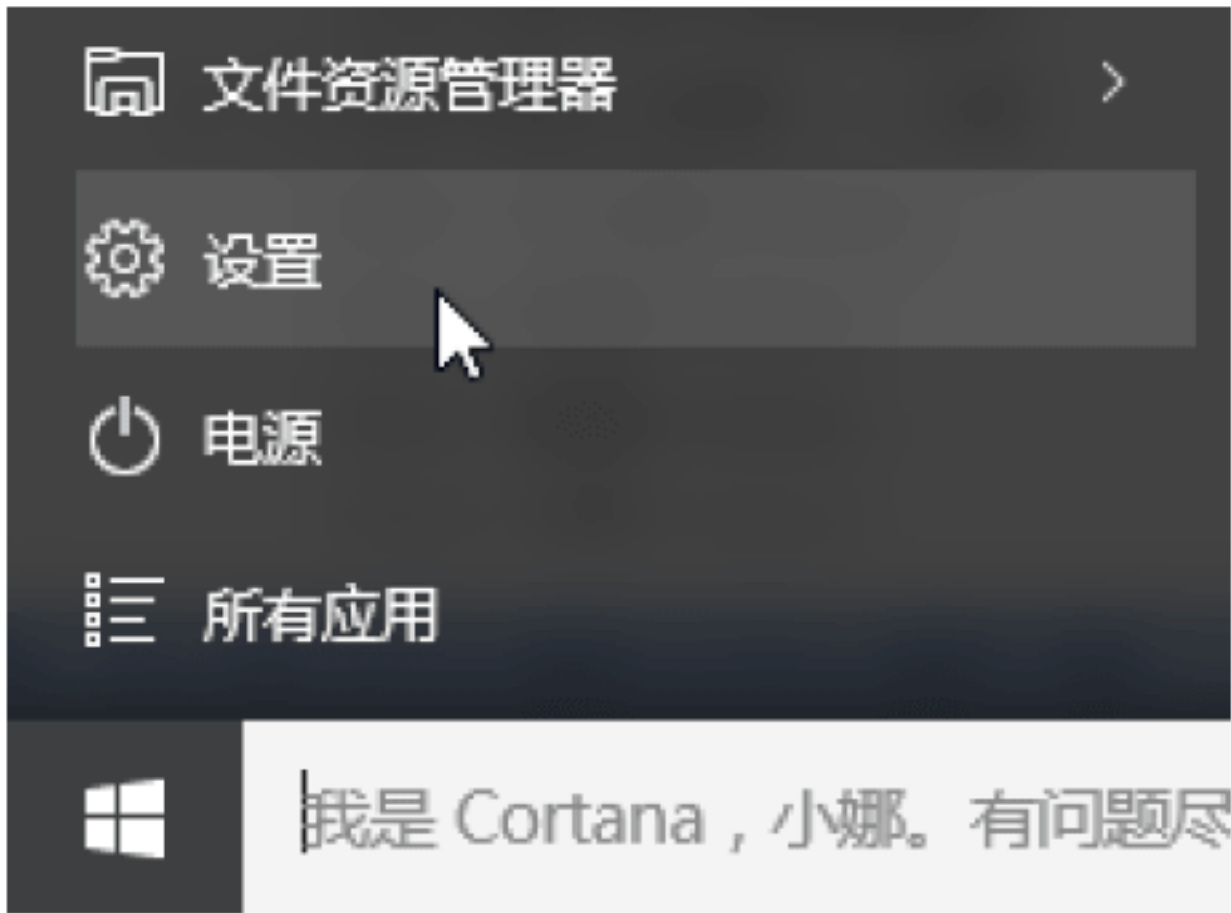 文件资源管理器
设置
电源
所有应用
我是 Cortana，小娜。有问题尽